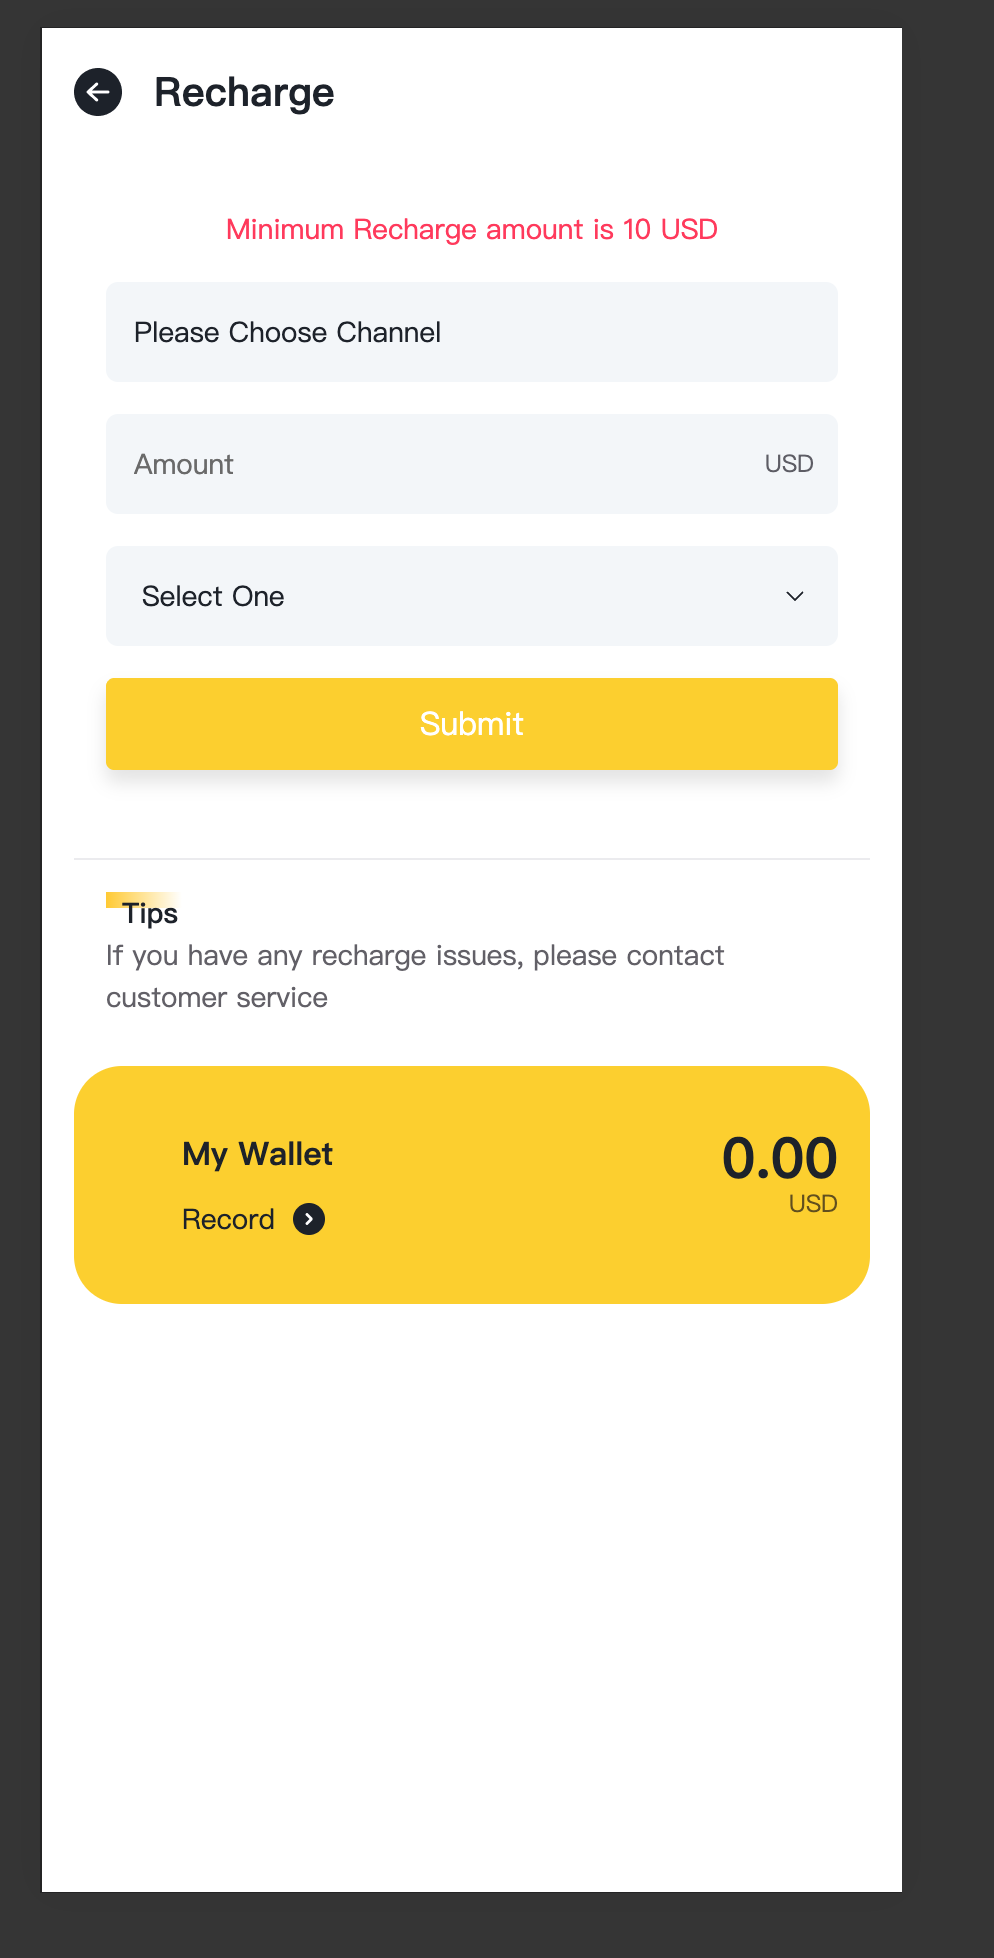 Recharge
Minimum Recharge amount is 10 USD
Please Choose Channel
Amount USD
Select One
Submit
Tips
If you have any recharge issues, please contact
customer service
My Wallet
0.00
USD
Record